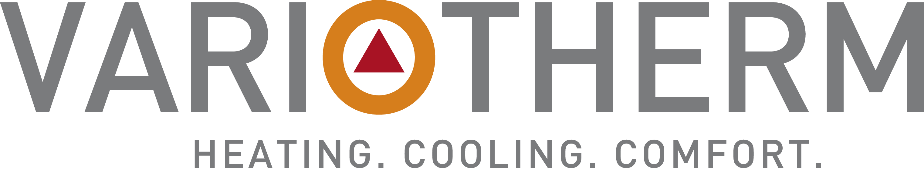 VARIOTHERM
HEATING. COOLING. COMFORT.